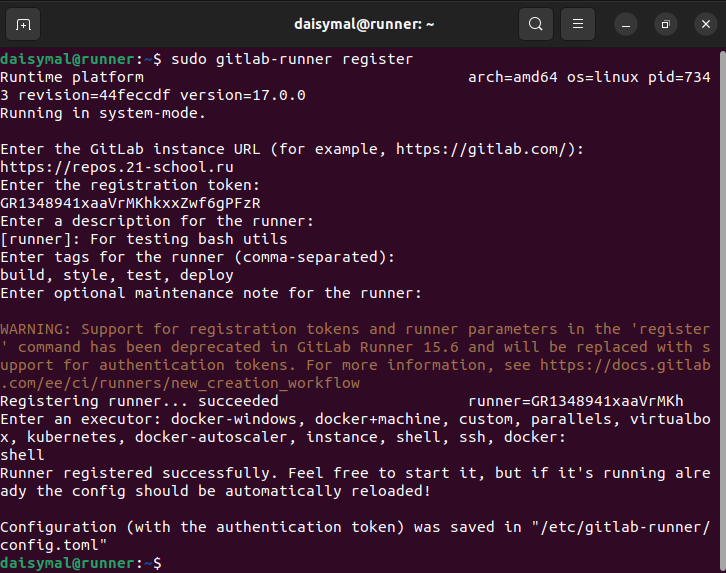 daisymal@runner: ~
daisymal@runner:~$ sudo gitlab-runner register
Runtime platform                                    arch=amd64 os=linux pid=734
3 revision=44feccdf version=17.0.0
Running in system-mode.
Enter the GitLab instance URL (for example, https://gitlab.com/):
https://repos.21-school.ru
Enter the registration token:
GR1348941xaaVrMKhkxxZwf6gPFzR
Enter a description for the runner:
[runner]: For testing bash utils
Enter tags for the runner (comma-separated):
build, style, test, deploy
Enter optional maintenance note for the runner:
WARNING: Support for registration tokens and runner parameters in the 'register
' command has been deprecated in GitLab Runner 15.6 and will be replaced with s
upport for authentication tokens. For more information, see https://docs.gitlab
.com/ee/ci/runners/new_creation_workflow
Registering runner... succeeded                     runner=GR1348941xaaVrMKh
Enter an executor: docker-windows, docker+machine, custom, parallels, virtualbo
x, kubernetes, docker-autoscaler, instance, shell, ssh, docker:
shell
Runner registered successfully. Feel free to start it, but if it's running alre
ady the config should be automatically reloaded!
Configuration (with the authentication token) was saved in "/etc/gitlab-runner/
config.toml"
daisymal@runner:~$